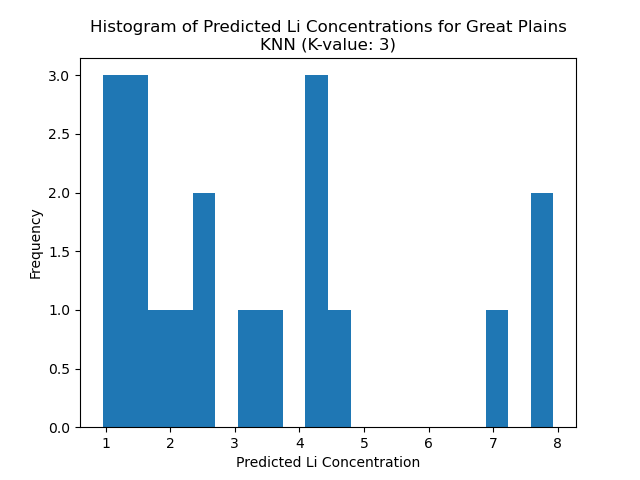 Histogram of Predicted Li Concentrations for Great Plains
KNN (K-value: 3)
3.0
2.5
2.0
1.5
1.0
0.5
0.0
Frequency
1 2 3 4 5 6 7 8
Predicted Li Concentration